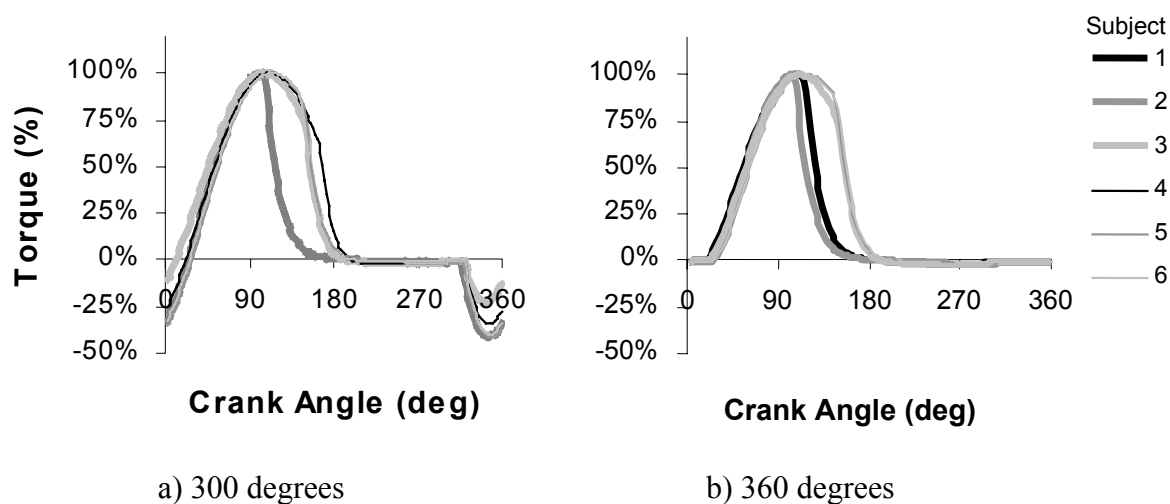 Torque (%)
100%
75%
50%
25%
0%
-25%
-50%
0 90 180 270 360
Crank Angle (deg)
a) 300 degrees
100%
75%
50%
25%
0%
-25%
-50%
0 90 180 270 360
Crank Angle (deg)
b) 360 degrees
Subject
1
2
3
4
5
6